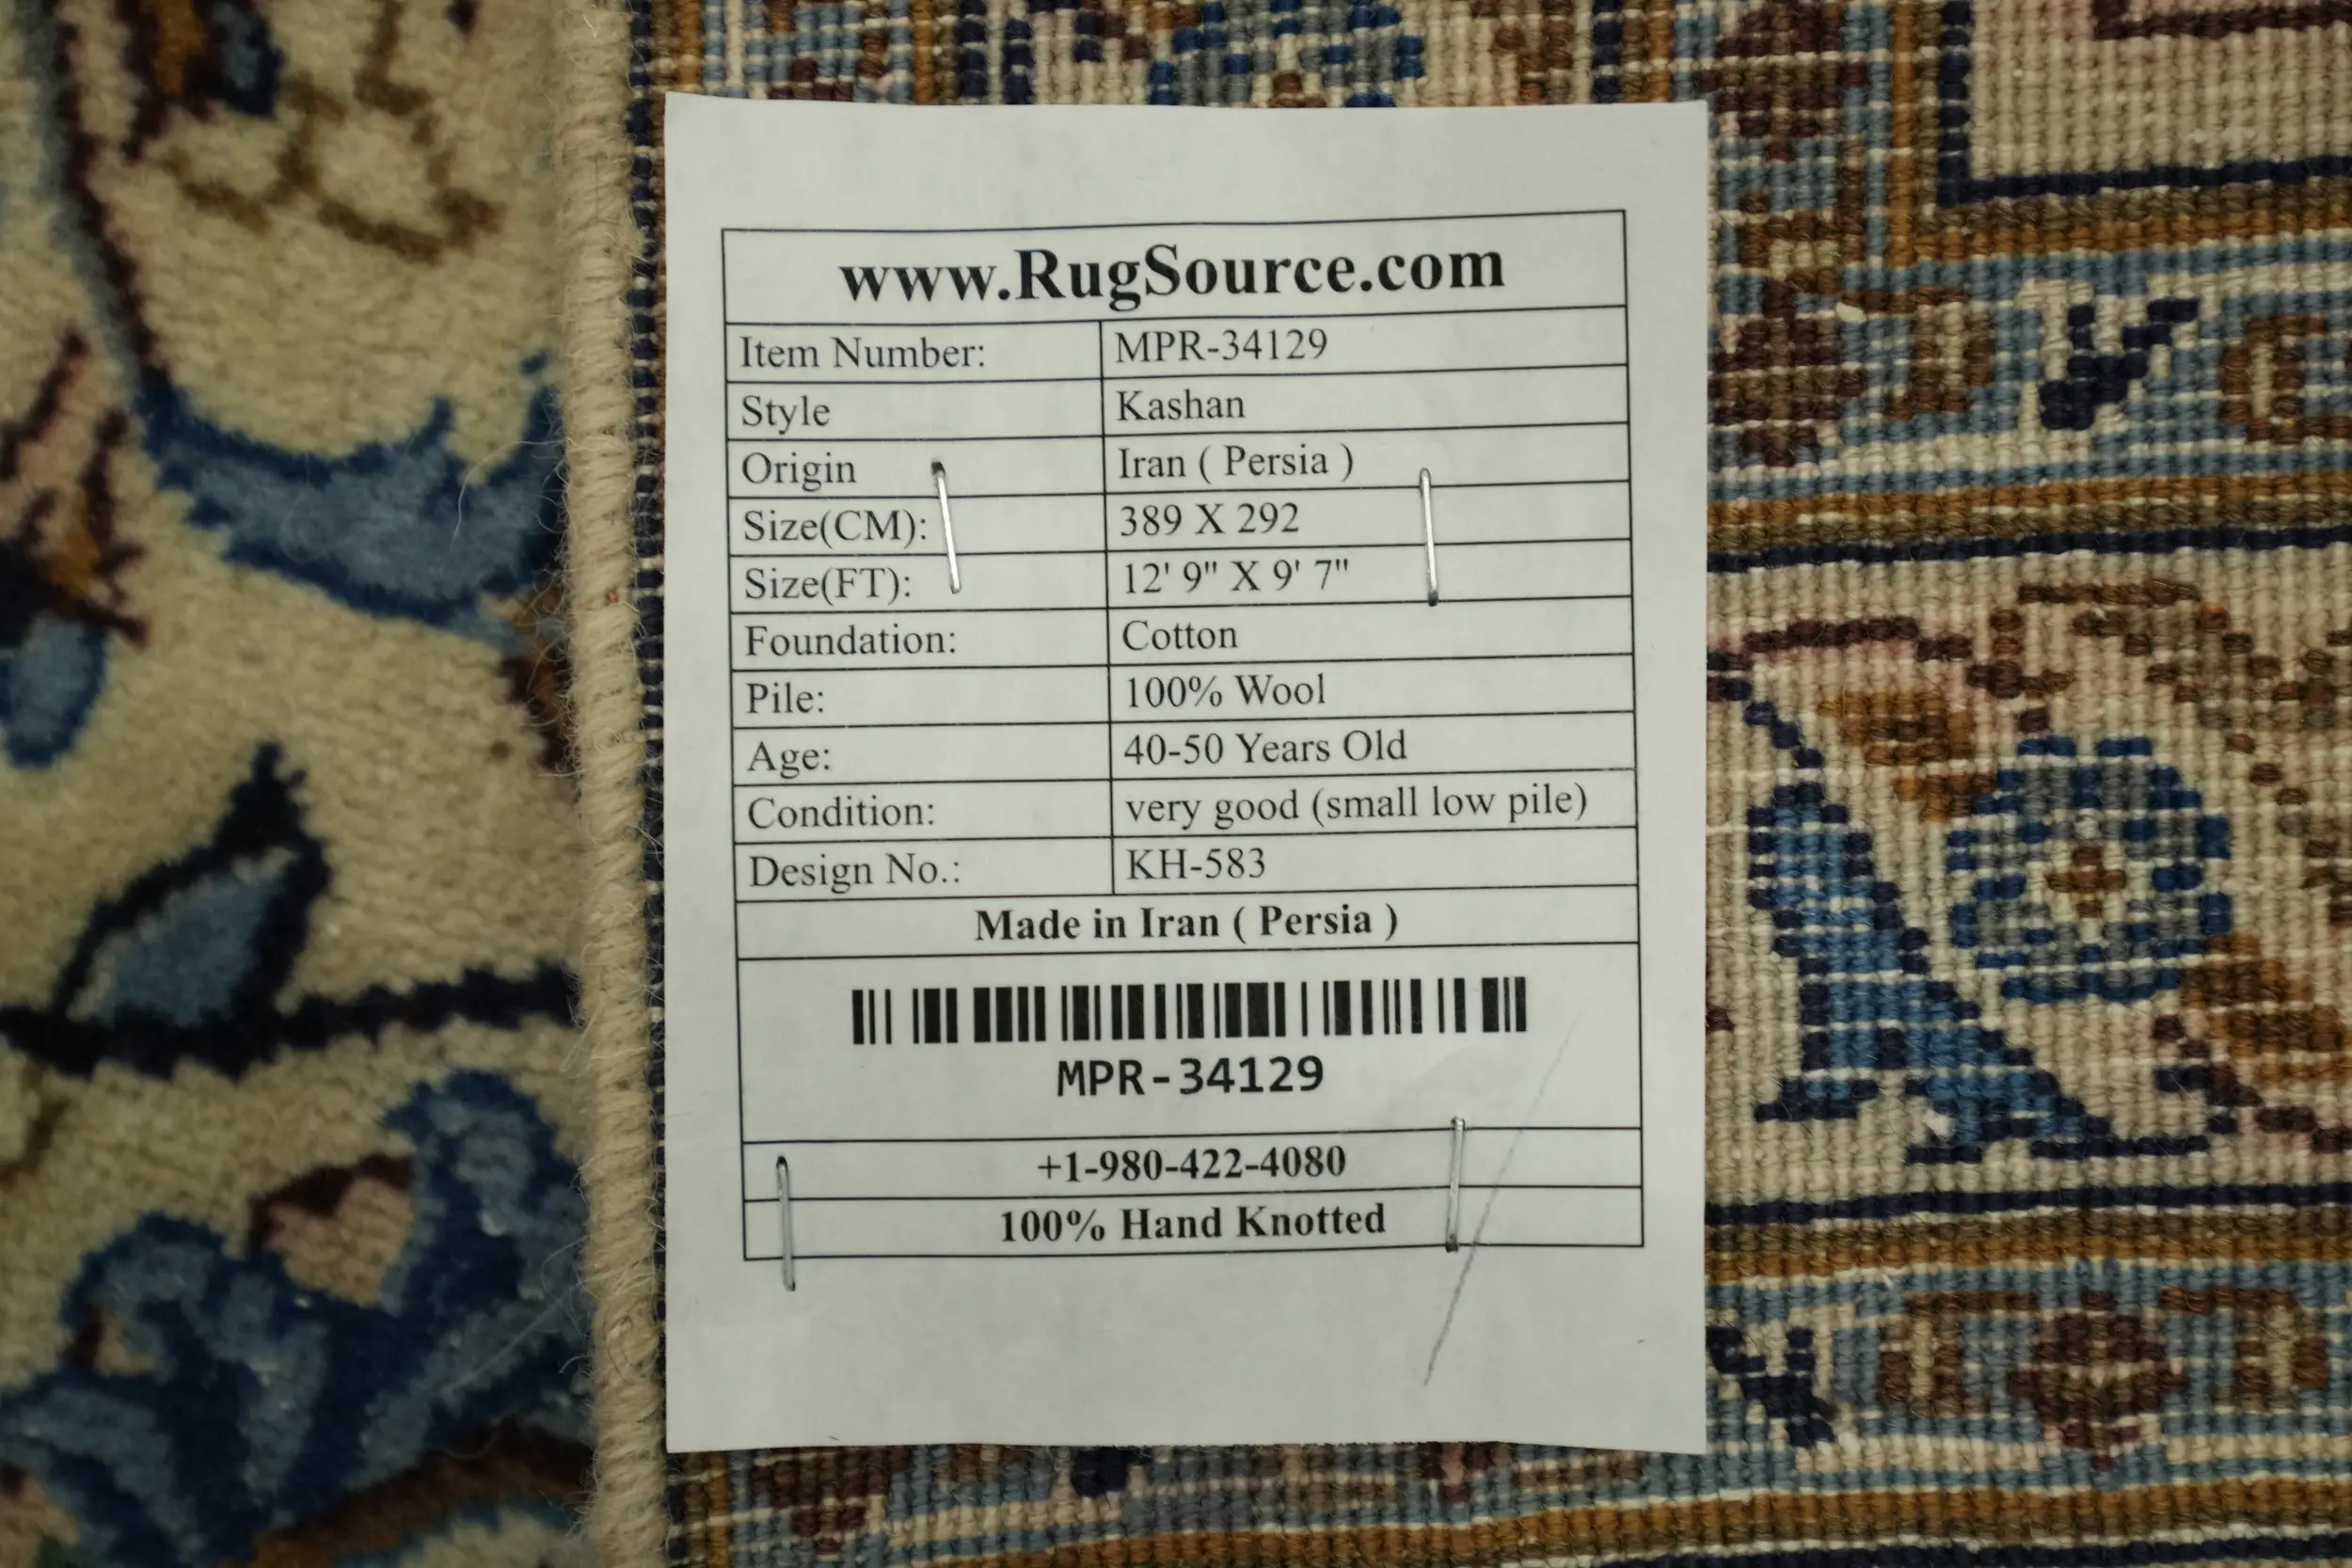 www.RugSource.com
Item Number: MPR-34129
Style Kashan
Origin Iran ( Persia )
Size(CM): 389 X 292
Size(FT): 12' 9" X 9' 7"
Foundation: Cotton
Pile: 100% Wool
Age: 40-50 Years Old
Condition: very good (small low pile)
Design No.: KH-583
Made in Iran ( Persia )
MPR-34129
+1-980-422-4080
100% Hand Knotted